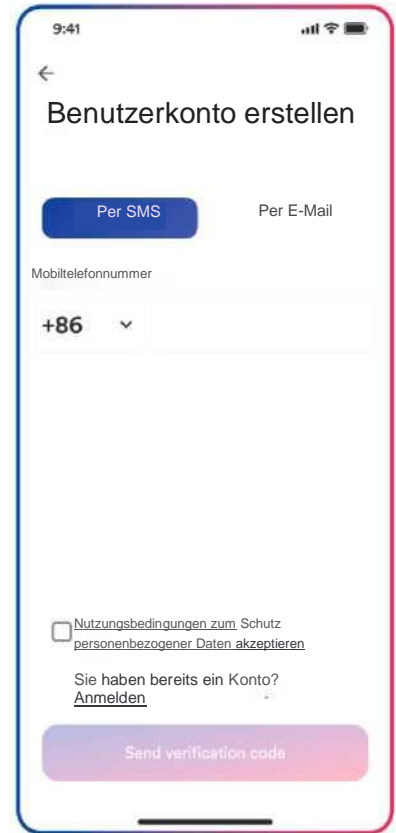 9:41
Benutzerkonto erstellen
Per SMS Per E-Mail
Mobiltelefonnummer
+86
Nutzungsbedingungen zum Schutz
personenbezogener Daten akzeptieren
Sie haben bereits ein Konto?
Anmelden
Send verification code